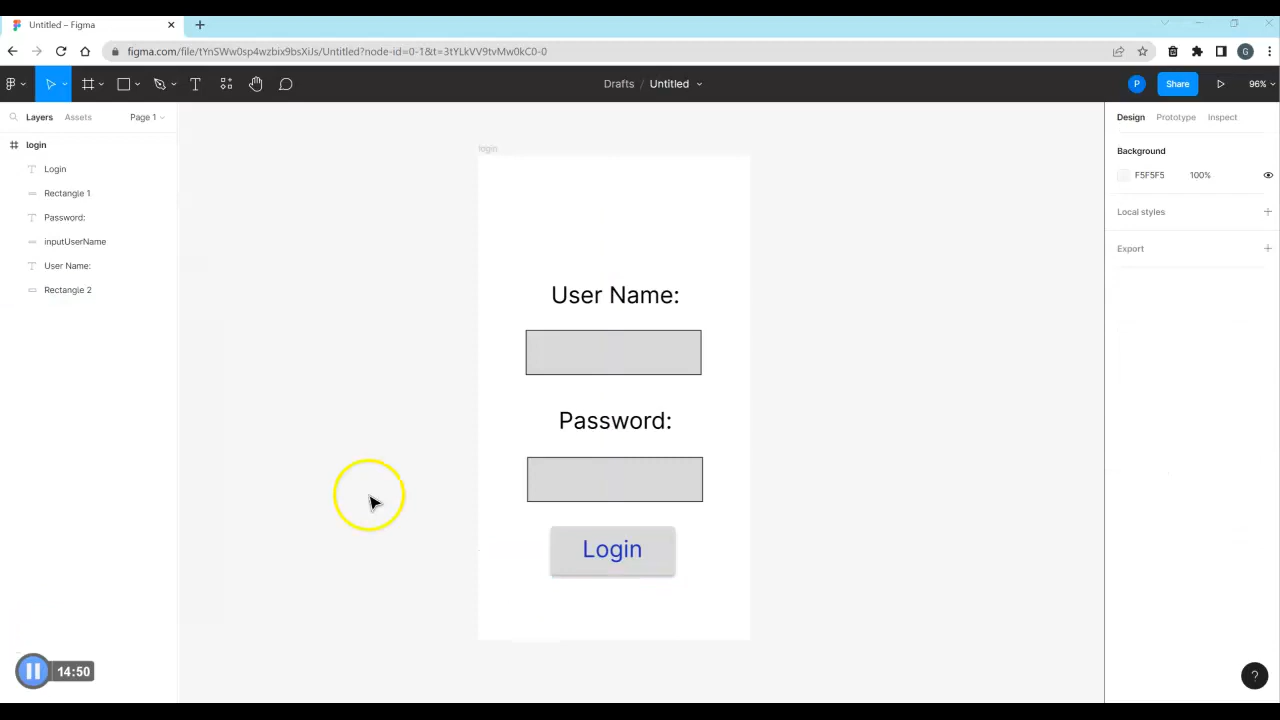 Untitled – Figma
figma.com/file/tYnSWw0sp4wzbix9bsXiJs/Untitled?node-id=0-1&t=3tYLkVV9tvMw0kC0-0
G
Drafts / Untitled
P
Share
96%
Layers
Assets
Page 1
Design
Prototype
Inspect
login
Login
Rectangle 1
Password:
inputUserName
User Name:
Rectangle 2
login
User Name:
Password:
Login
Background
F5F5F5
100%
Local styles
Export
14:50
?